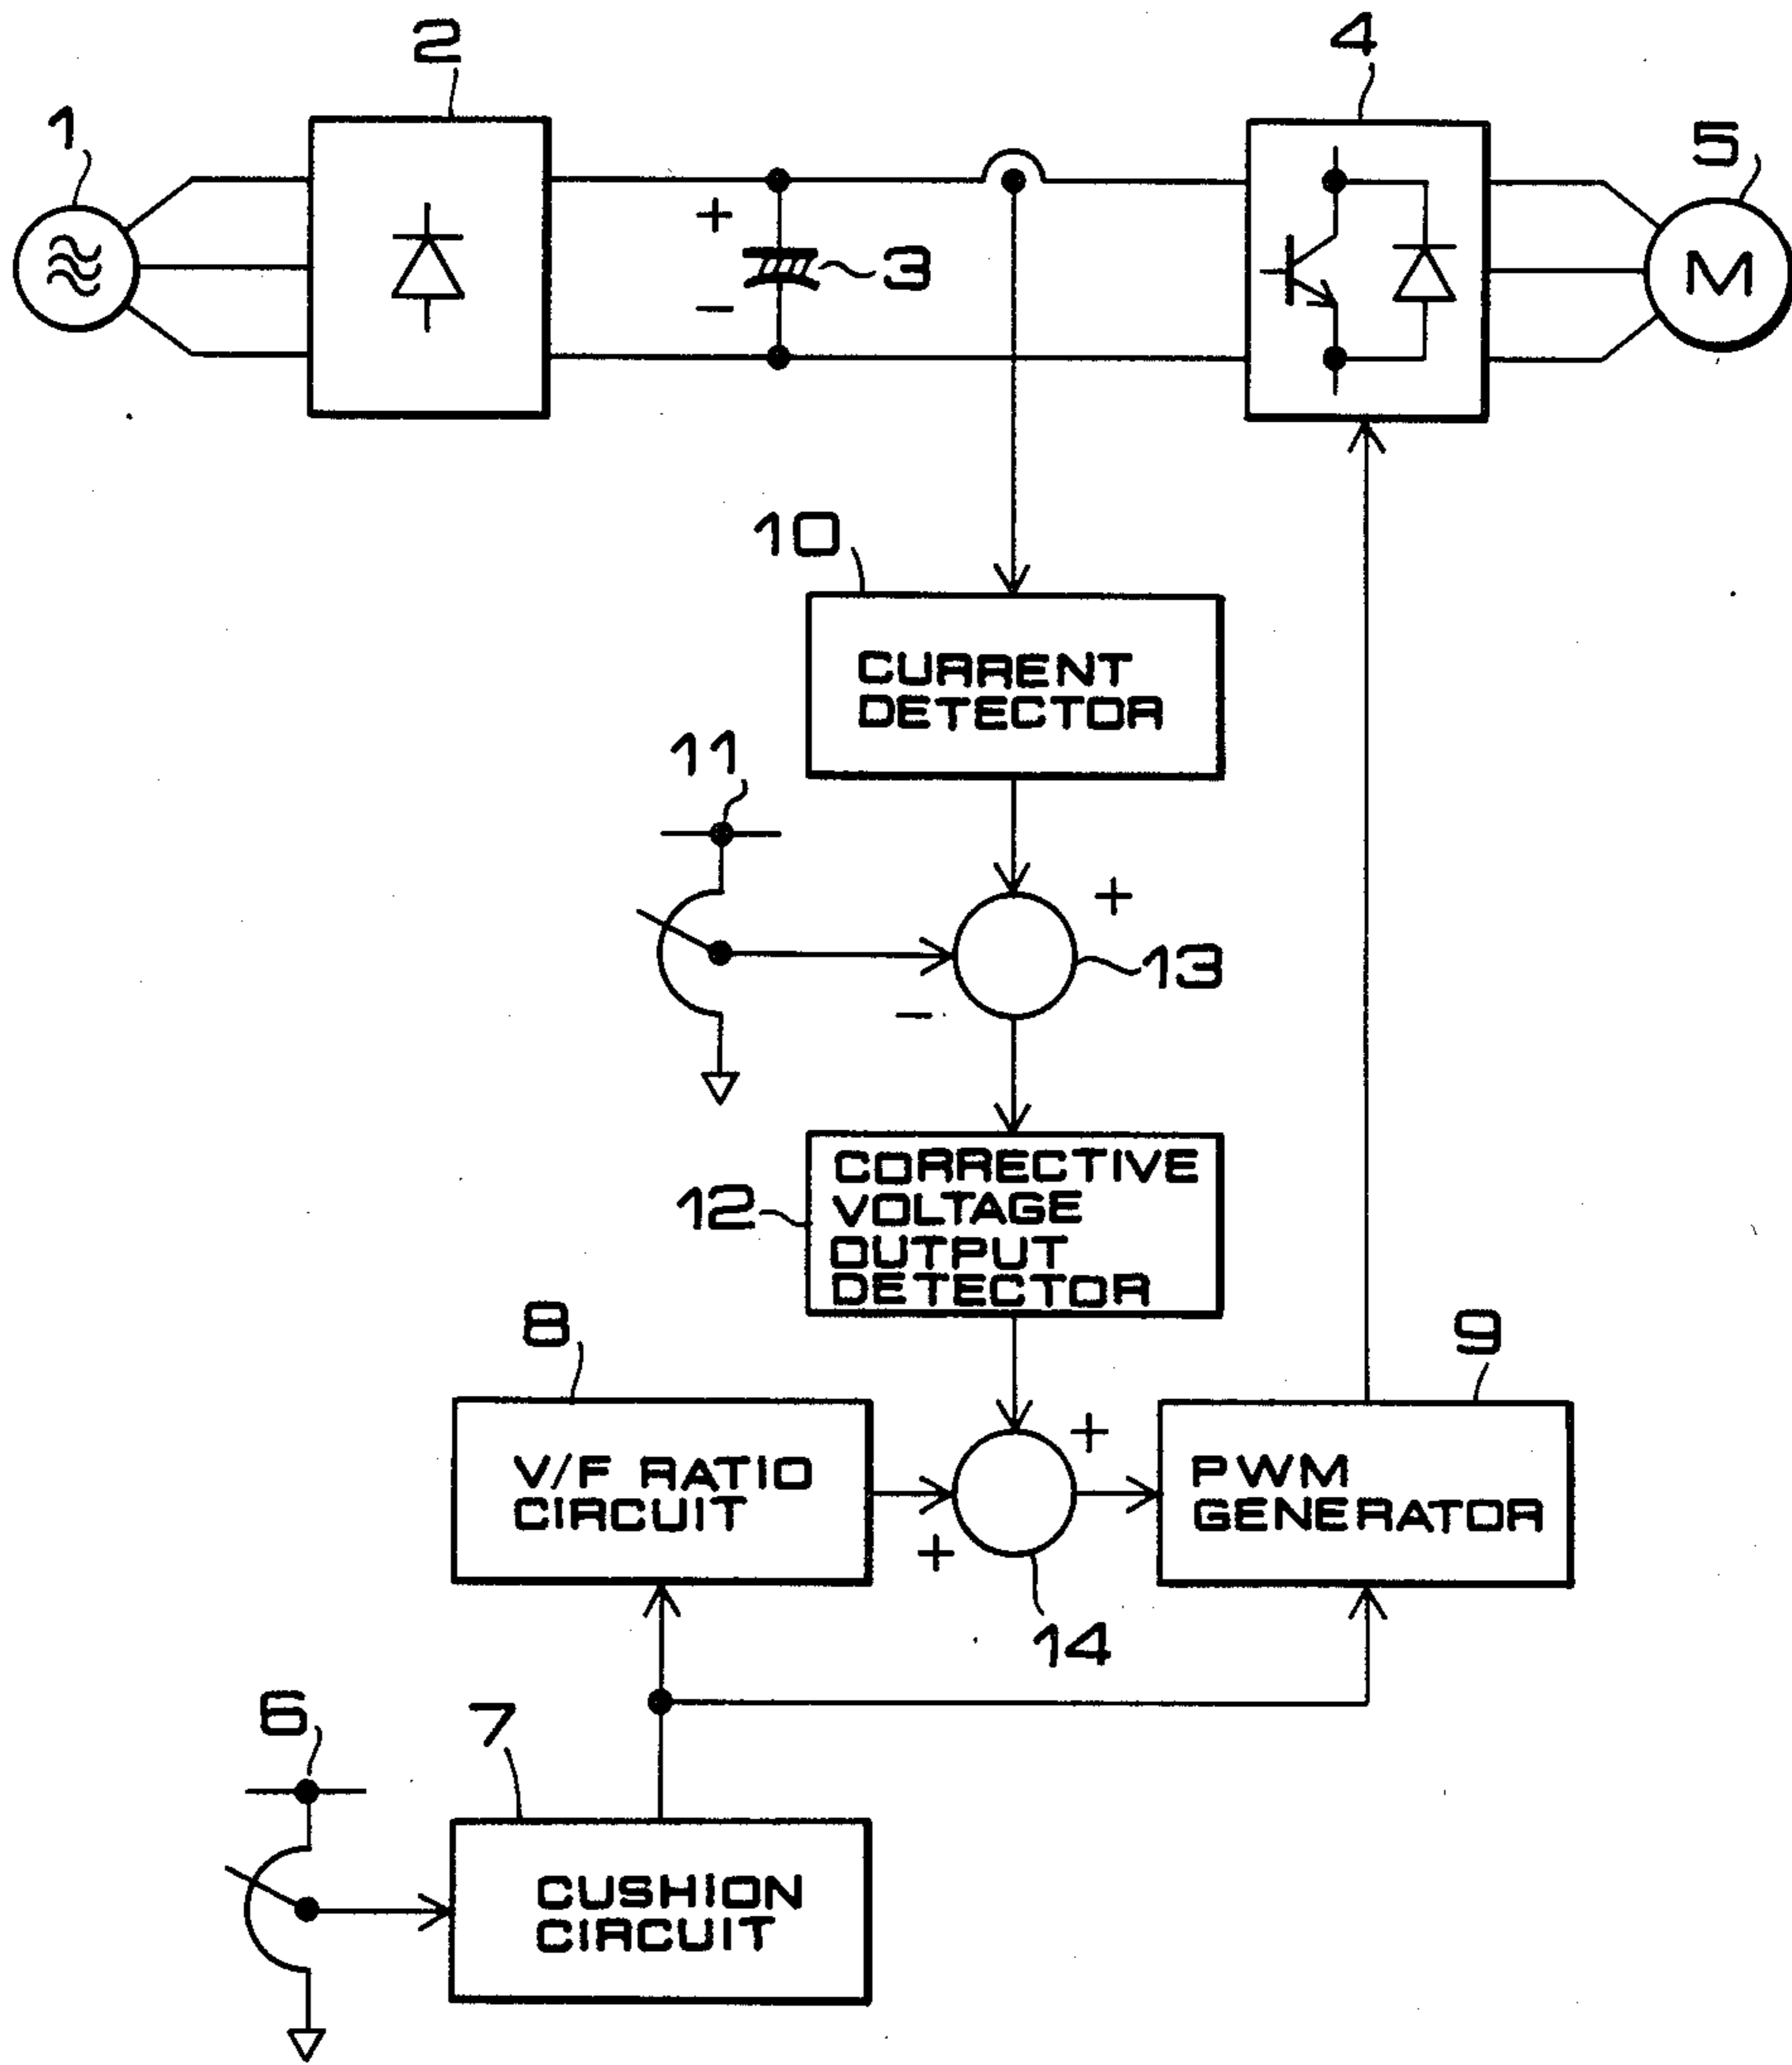 2
4
1
5
+
3
M
−
10
CURRENT
DETECTOR
11
+
13
−
CORRECTIVE
VOLTAGE
OUTPUT
DETECTOR
12
8
9
+
V/F RATIO
CIRCUIT
PWM
GENERATOR
+
14
6
7
CUSHION
CIRCUIT